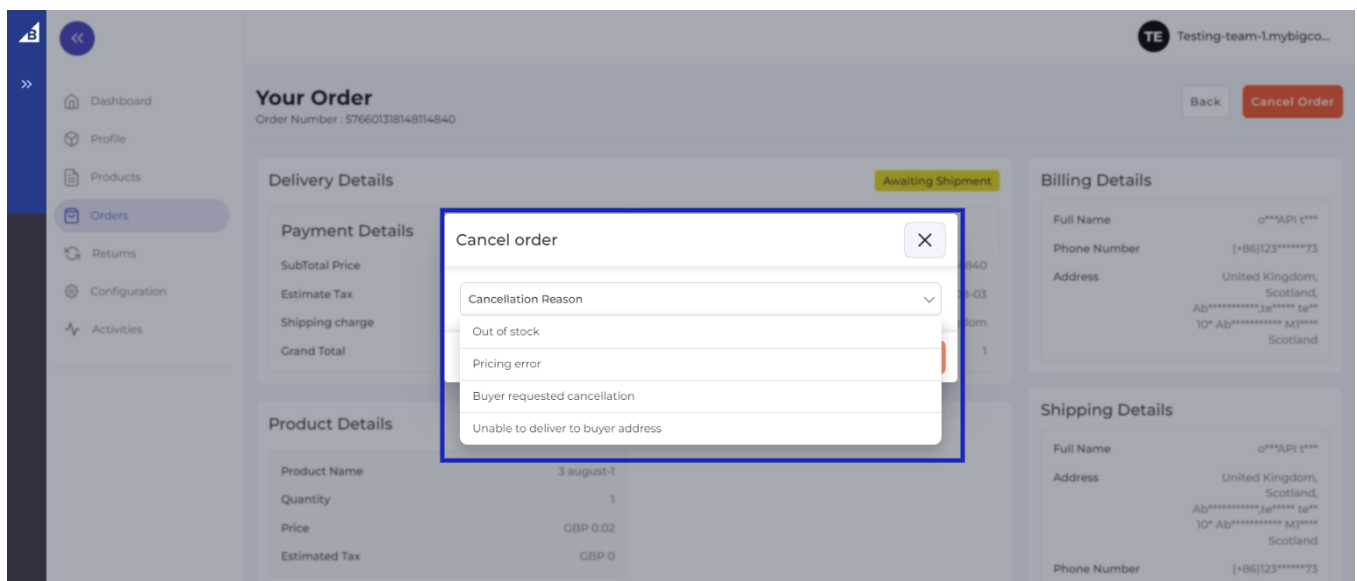 B
TE Testing-team-1.mybigco...
Dashboard
Profile
Products
Orders
Returns
Configuration
Activities
Your Order
Order Number : 576601318148114840
Back
Cancel Order
Delivery Details
Awaiting Shipment
Payment Details
SubTotal Price
Estimate Tax
Shipping charge
Grand Total
840
-03
dom
1
Cancel order
Cancellation Reason
Out of stock
Pricing error
Buyer requested cancellation
Unable to deliver to buyer address
Product Details
Product Name 3 august-1
Quantity 1
Price GBP 0.02
Estimated Tax GBP 0
Billing Details
Full Name o***API t***
Phone Number (+86)123******73
Address United Kingdom,
Scotland,
Ab***********,te***** te**
10* Ab*********** M1****
Scotland
Shipping Details
Full Name o***API t***
Address United Kingdom,
Scotland,
Ab***********,te***** te**
10* Ab*********** M1****
Scotland
Phone Number (+86)123******73